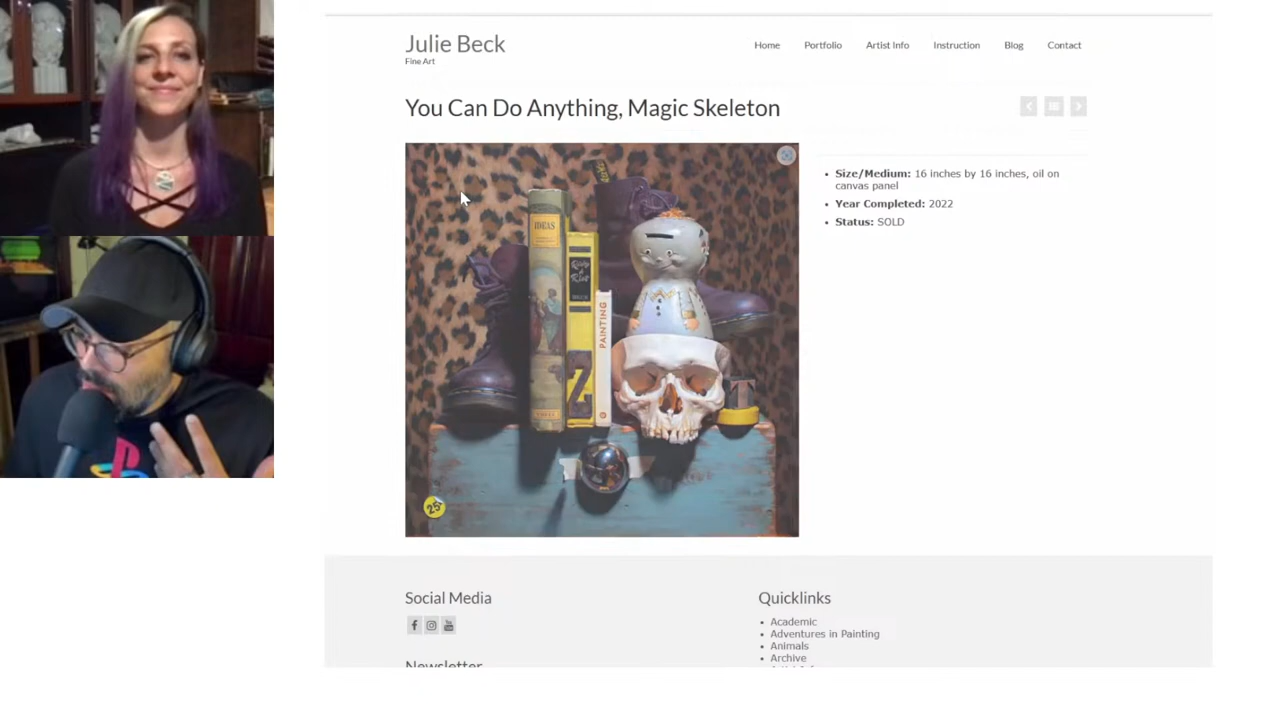 Julie Beck
Fine Art
Home Portfolio Artist Info Instruction Blog Contact
You Can Do Anything, Magic Skeleton
IDEAS
Z
PAINTING
G
T
25
Size/Medium: 16 inches by 16 inches, oil on
canvas panel
Year Completed: 2022
Status: SOLD
Social Media
Newsletter
Quicklinks
Academic
Adventures in Painting
Animals
Archive